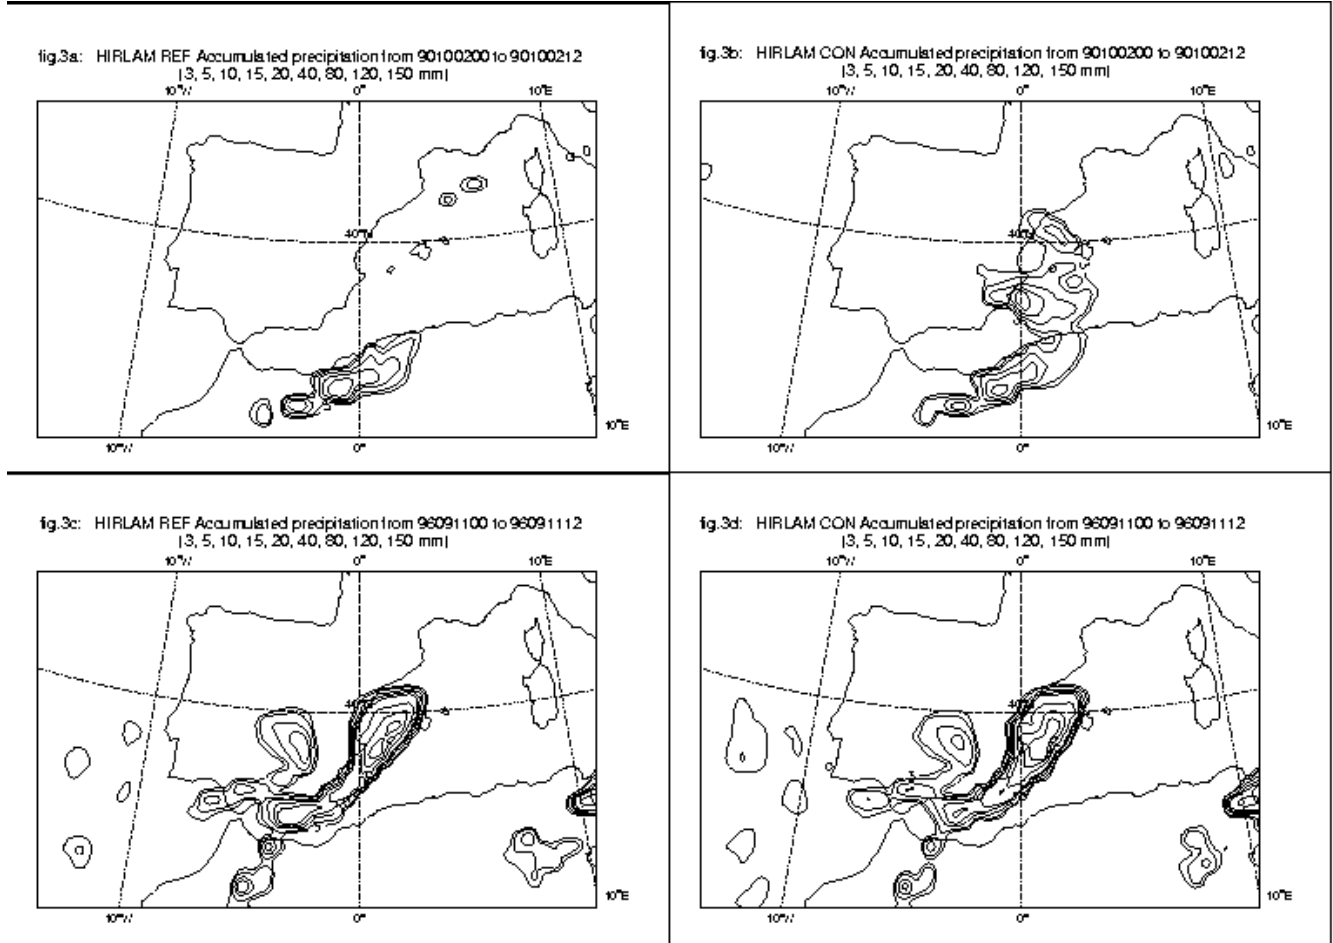 fig.3a: HIRLAM REF Accumulated precipitation from 90100200 to 90100212
(3, 5, 10, 15, 20, 40, 80, 120, 150 mm)
10°W 0° 10°E
40°N
10°E
10°W 0°
fig.3b: HIRLAM CON Accumulated precipitation from 90100200 to 90100212
(3, 5, 10, 15, 20, 40, 80, 120, 150 mm)
10°W 0° 10°E
40°N
10°E
10°W 0°
fig.3c: HIRLAM REF Accumulated precipitation from 96091100 to 96091112
(3, 5, 10, 15, 20, 40, 80, 120, 150 mm)
10°W 0° 10°E
10°E
10°W 0°
fig.3d: HIRLAM CON Accumulated precipitation from 96091100 to 96091112
(3, 5, 10, 15, 20, 40, 80, 120, 150 mm)
10°W 0° 10°E
10°E
10°W 0°